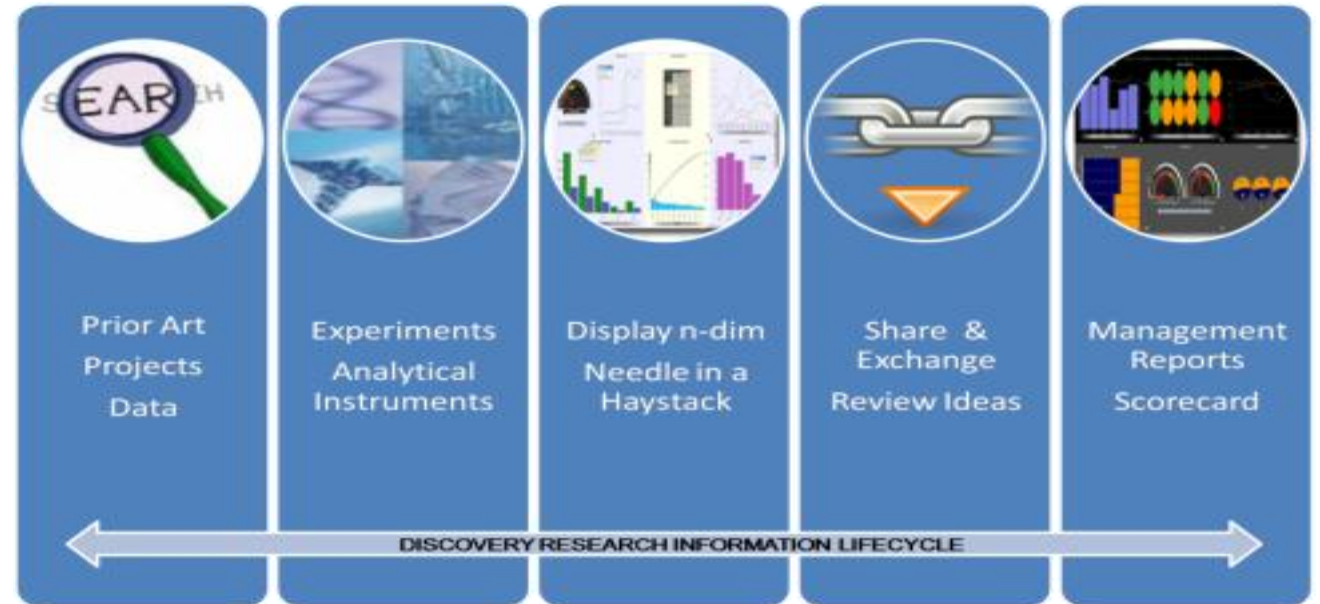 SEARCH
Prior Art
Projects
Data
Experiments
Analytical
Instruments
Display n-dim
Needle in a
Haystack
Share &
Exchange
Review Ideas
Management
Reports
Scorecard
DISCOVERY RESEARCH INFORMATION LIFECYCLE